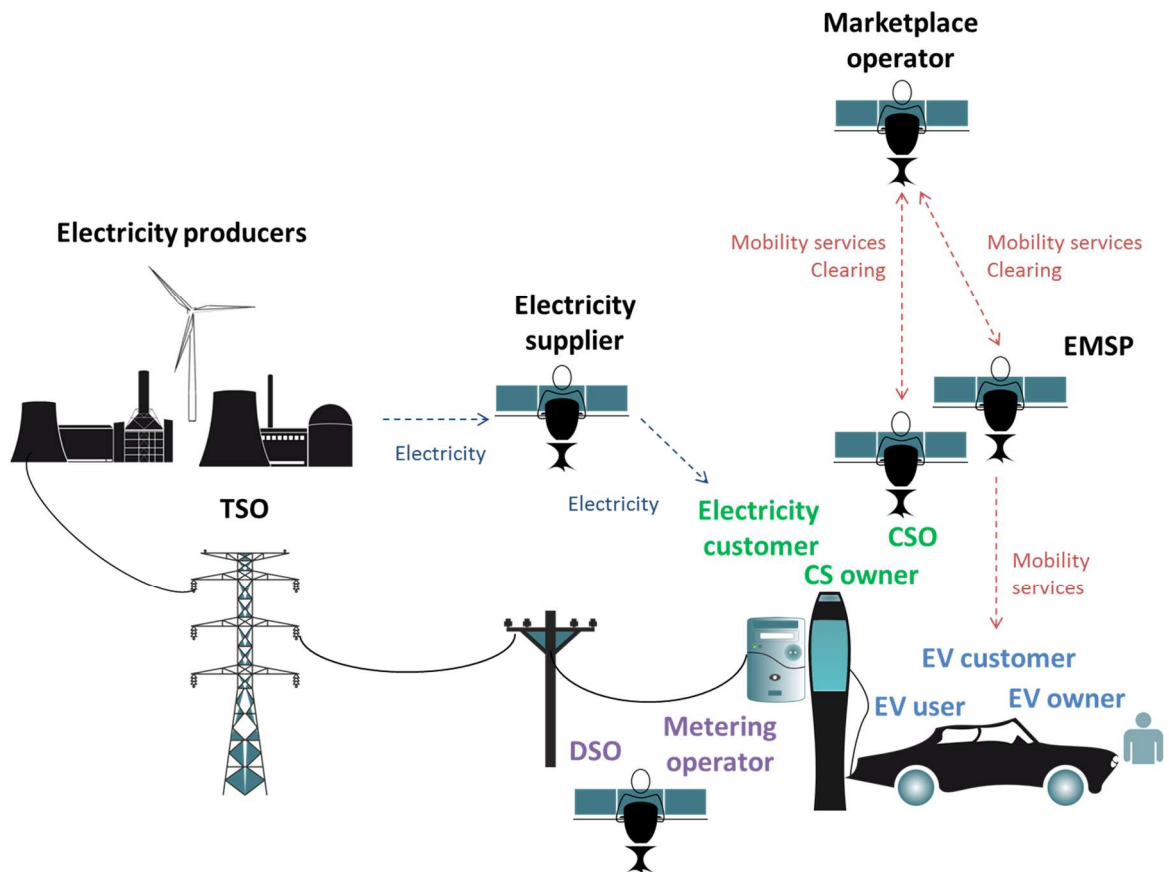 Marketplace
operator
Electricity producers
Mobility services
Clearing
Mobility services
Clearing
Electricity
supplier
EMSP
Electricity
Electricity
TSO
Electricity
customer
CSO
CS owner
Mobility
services
EV customer
EV user
EV owner
Metering
operator
DSO